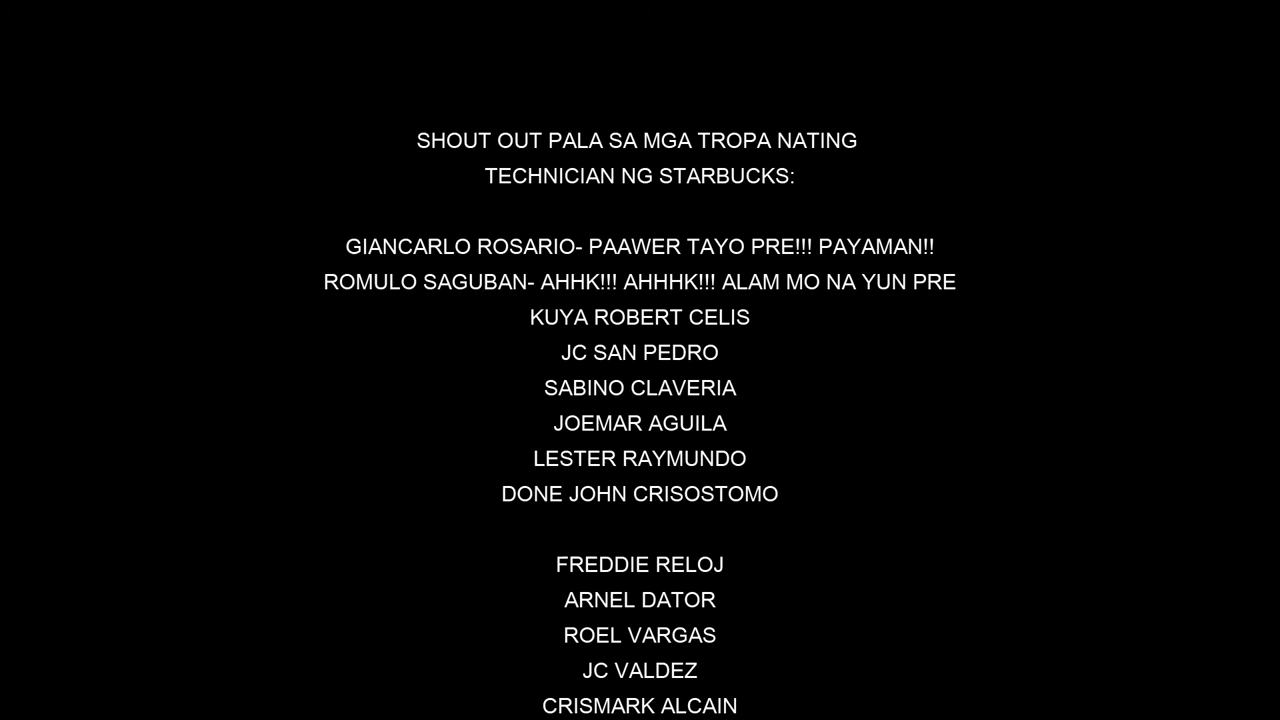 SHOUT OUT PALA SA MGA TROPA NATING
TECHNICIAN NG STARBUCKS:
GIANCARLO ROSARIO- PAAWER TAYO PRE!!! PAYAMAN!!
ROMULO SAGUBAN- AHHK!!! AHHHK!!! ALAM MO NA YUN PRE
KUYA ROBERT CELIS
JC SAN PEDRO
SABINO CLAVERIA
JOEMAR AGUILA
LESTER RAYMUNDO
DONE JOHN CRISOSTOMO
FREDDIE RELOJ
ARNEL DATOR
ROEL VARGAS
JC VALDEZ
CRISMARK ALCAIN